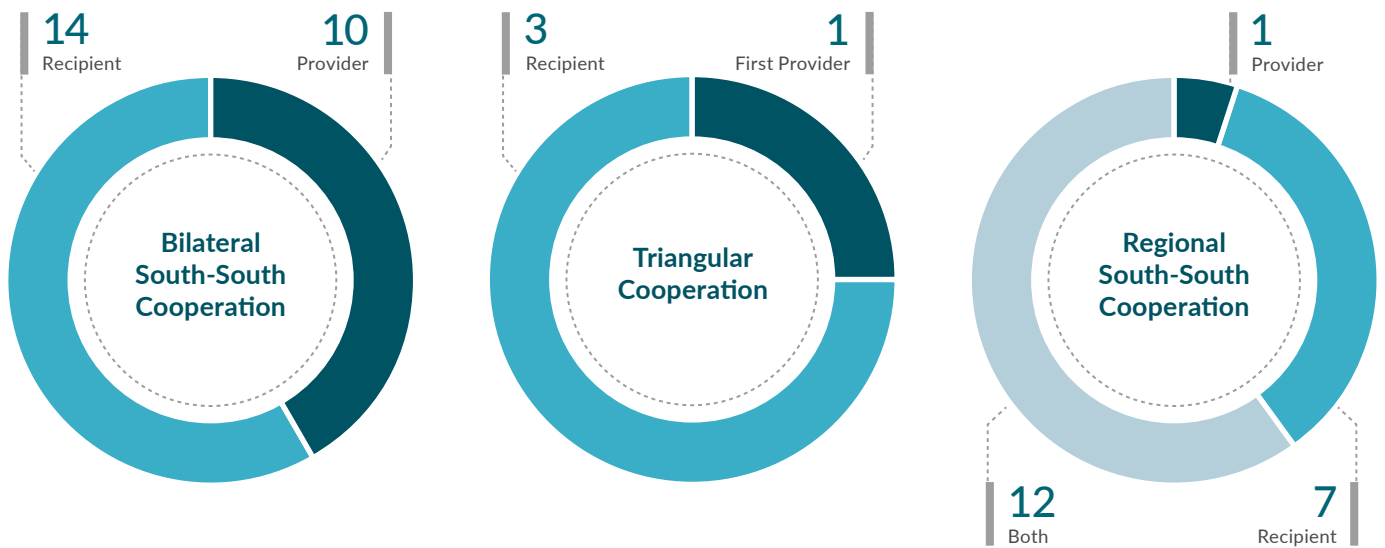 14
Recipient
10
Provider
Bilateral
South-South
Cooperation
3
Recipient
1
First Provider
Triangular
Cooperation
1
Provider
Regional
South-South
Cooperation
12
Both
7
Recipient